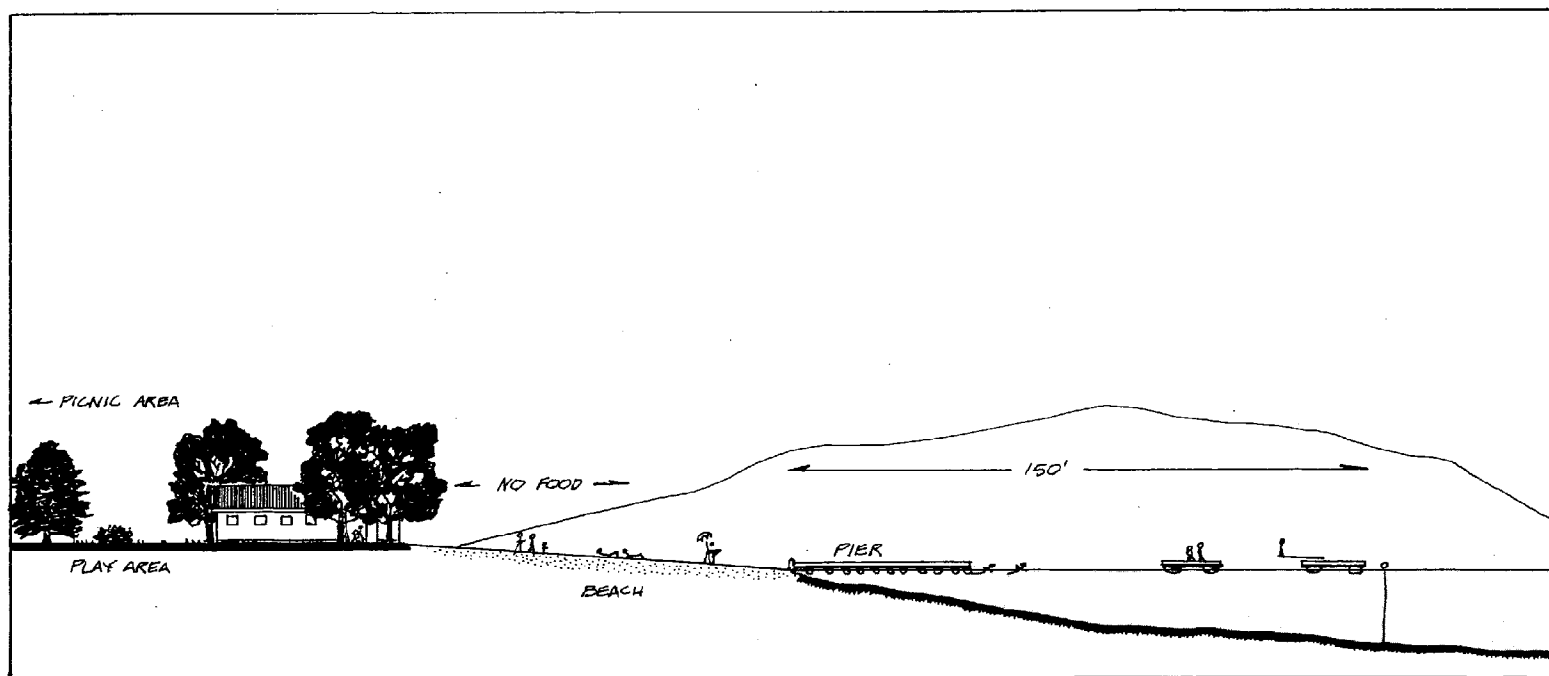 PICNIC AREA
NO FOOD
150'
PIER
PLAY AREA
BEACH